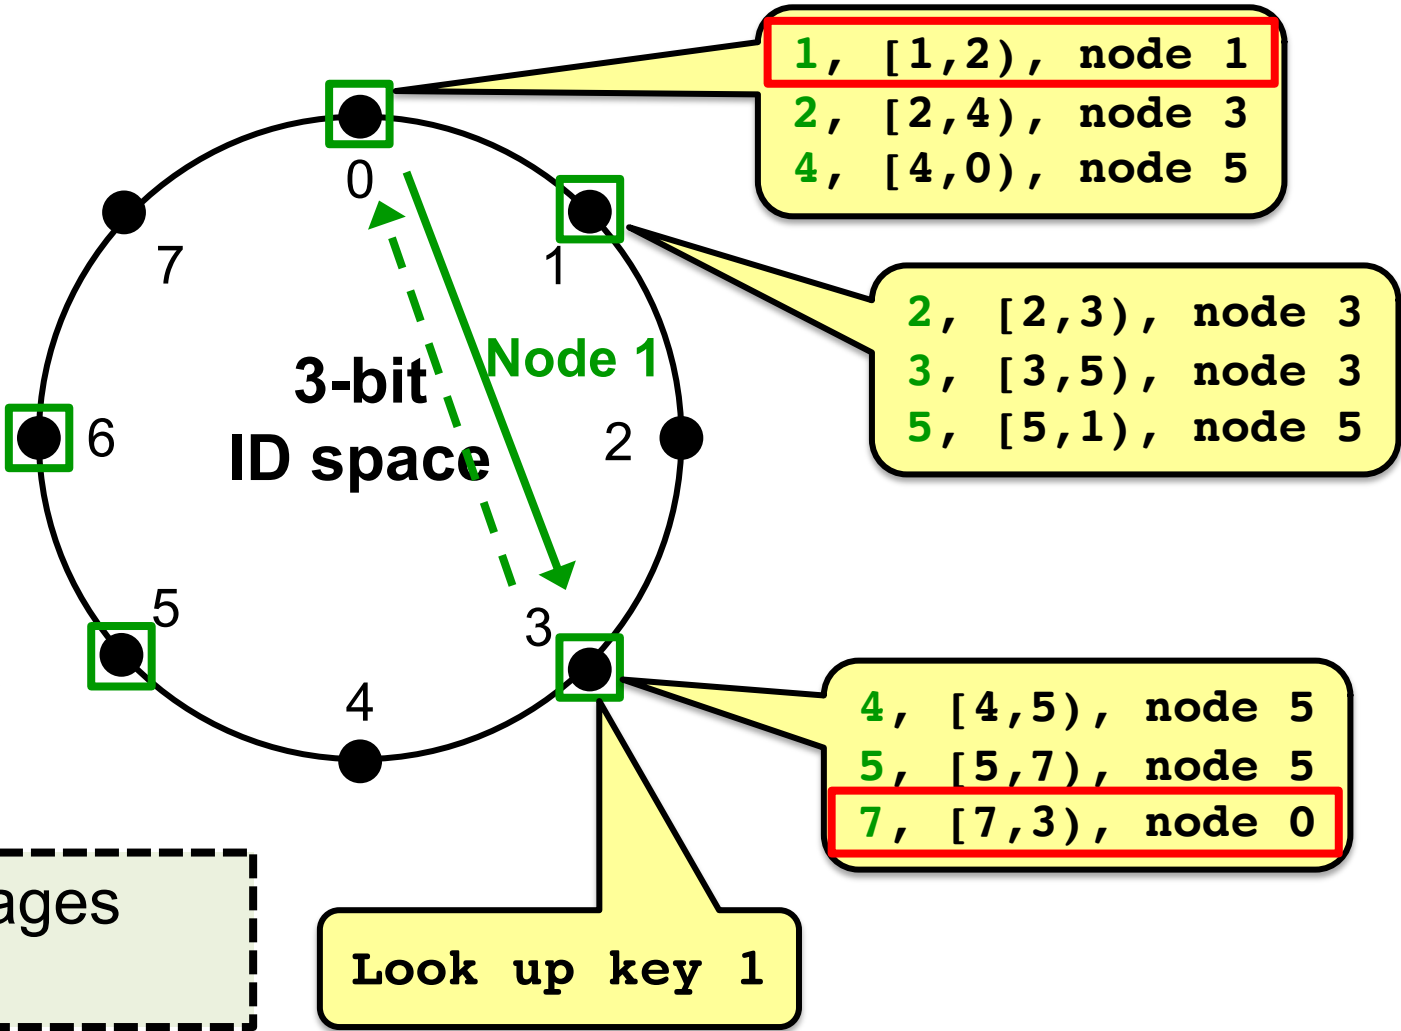 1, [1,2), node 1
2, [2,4), node 3
4, [4,0), node 5
0
7
1
2, [2,3), node 3
3, [3,5), node 3
5, [5,1), node 5
Node 1
3-bit
ID space
6
2
5
3
4
4, [4,5), node 5
5, [5,7), node 5
7, [7,3), node 0
Look up key 1